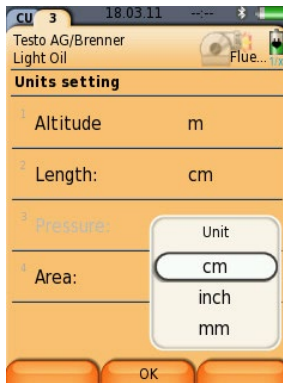 CU 3 18.03.11 --:--
Testo AG/Brenner
Light Oil
Flue... 1/x
Units setting
1 Altitude m
2 Length: cm
3 Pressure:
4 Area:
Unit
cm
inch
mm
OK